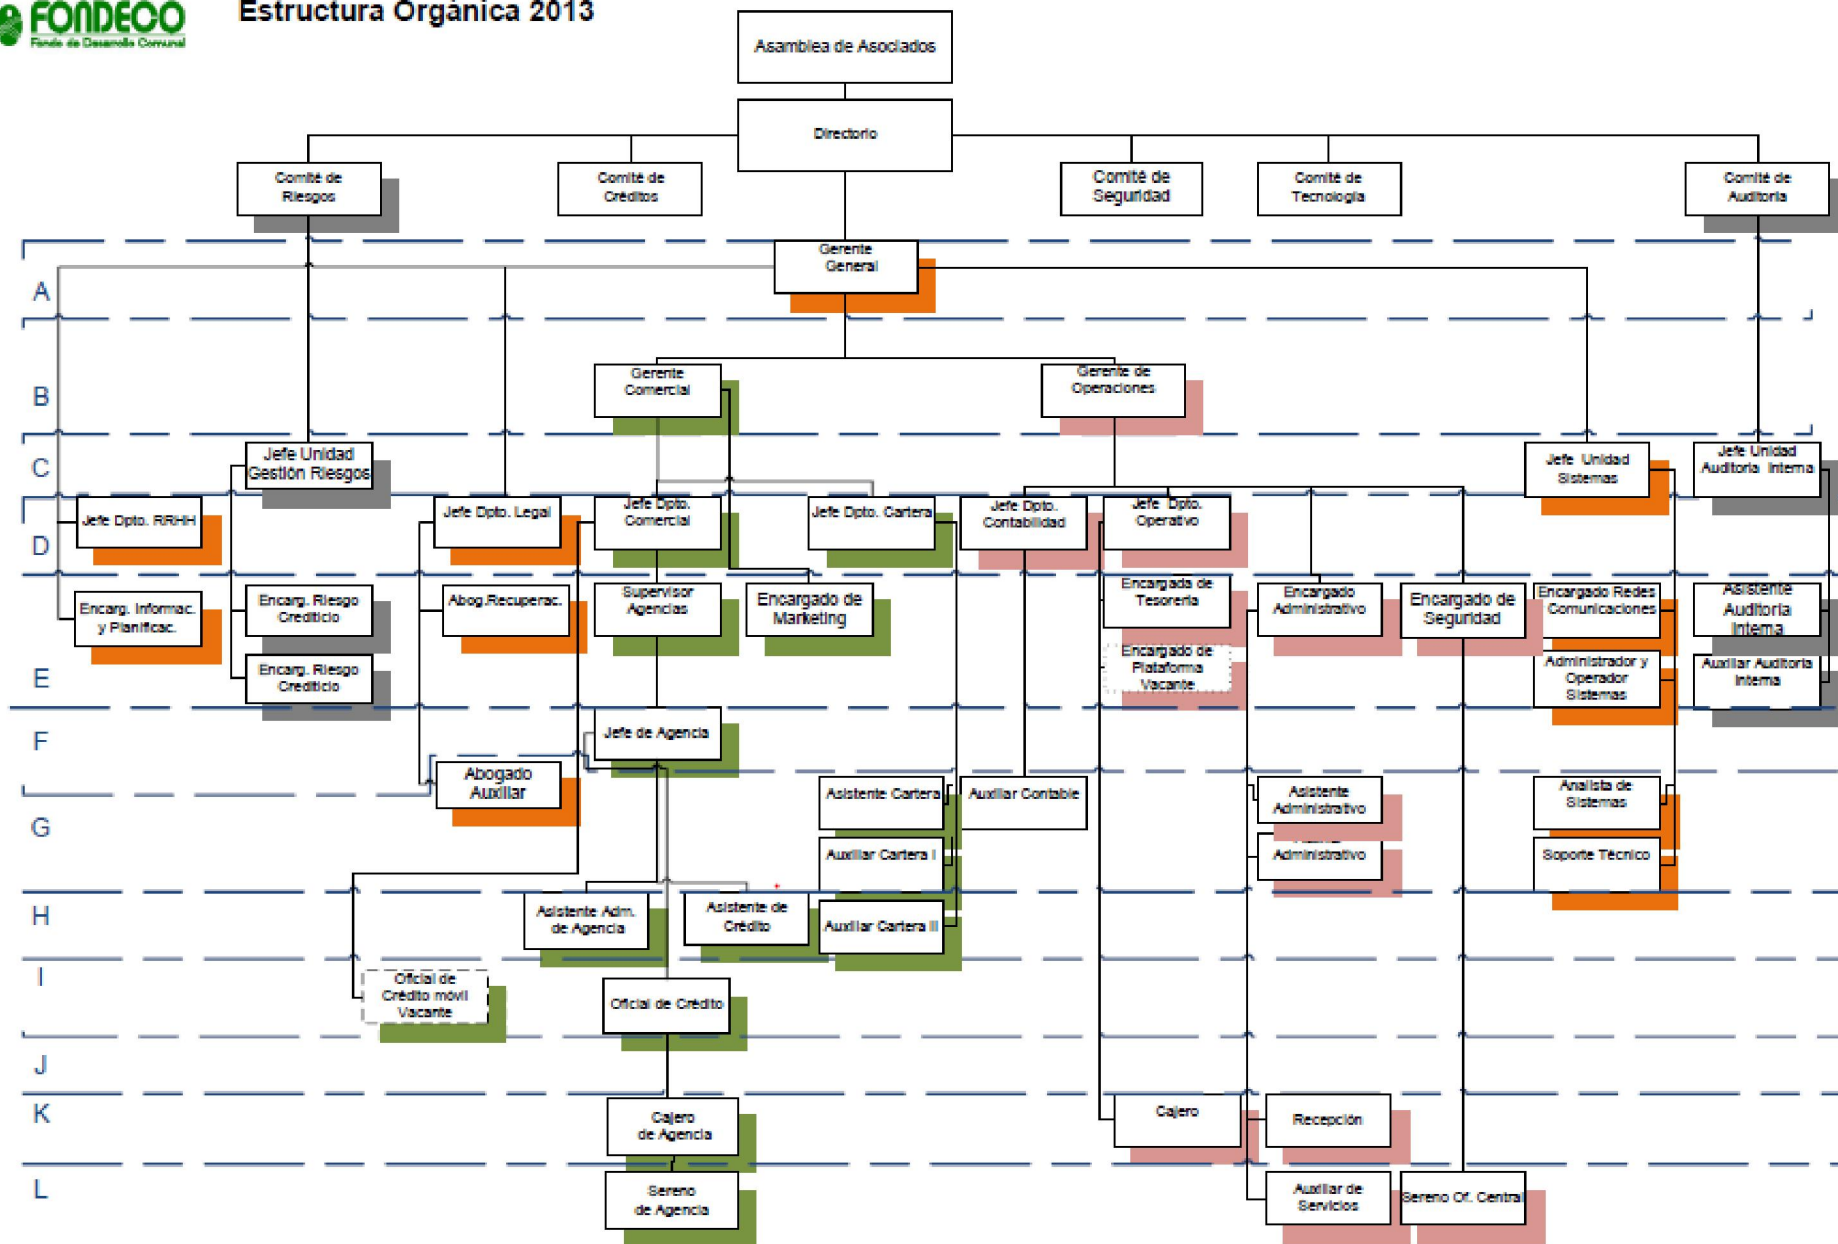 FONDECO
Fondo de Desarrollo Comunal
Estructura Orgánica 2013
Asamblea de Asociados
Directorio
Comité de
Riesgos
Comité de
Créditos
Comité de
Seguridad
Comité de
Tecnología
Comité de
Auditoria
A
Gerente
General
B
Gerente
Comercial
Gerente de
Operaciones
C
Jefe Unidad
Gestión Riesgos
Jefe Unidad
Sistemas
Jefe Unidad
Auditoria Interna
D
Jefe Dpto. RRHH
Jefe Dpto. Legal
Jefe Dpto.
Comercial
Jefe Dpto. Cartera
Jefe Dpto.
Contabilidad
Jefe Dpto.
Operativo
E
Encarg. Informac.
y Planificac.
Encarg. Riesgo
Crediticio
Encarg. Riesgo
Crediticio
Abog.Recuperac.
Supervisor
Agencias
Encargado de
Marketing
Encargada de
Tesorería
Encargado de
Plataforma
Vacante
Encargado
Administrativo
Encargado de
Seguridad
Encargado Redes
Comunicaciones
Administrador y
Operador
Sistemas
Asistente
Auditoría
Interna
Auxiliar Auditoría
Interna
F
Jefe de Agencia
G
Abogado
Auxiliar
Asistente Cartera
Auxiliar Contable
Auxiliar Cartera I
Asistente
Administrativo
Administrativo
Analista de
Sistemas
Soporte Técnico
H
Asistente Adm.
de Agencia
Asistente de
Crédito
Auxiliar Cartera II
I
Oficial de
Crédito móvil
Vacante
Oficial de Crédito
J
K
Cajero
de Agencia
Cajero
Recepción
L
Sereno
de Agencia
Auxiliar de
Servicios
Sereno Of. Central